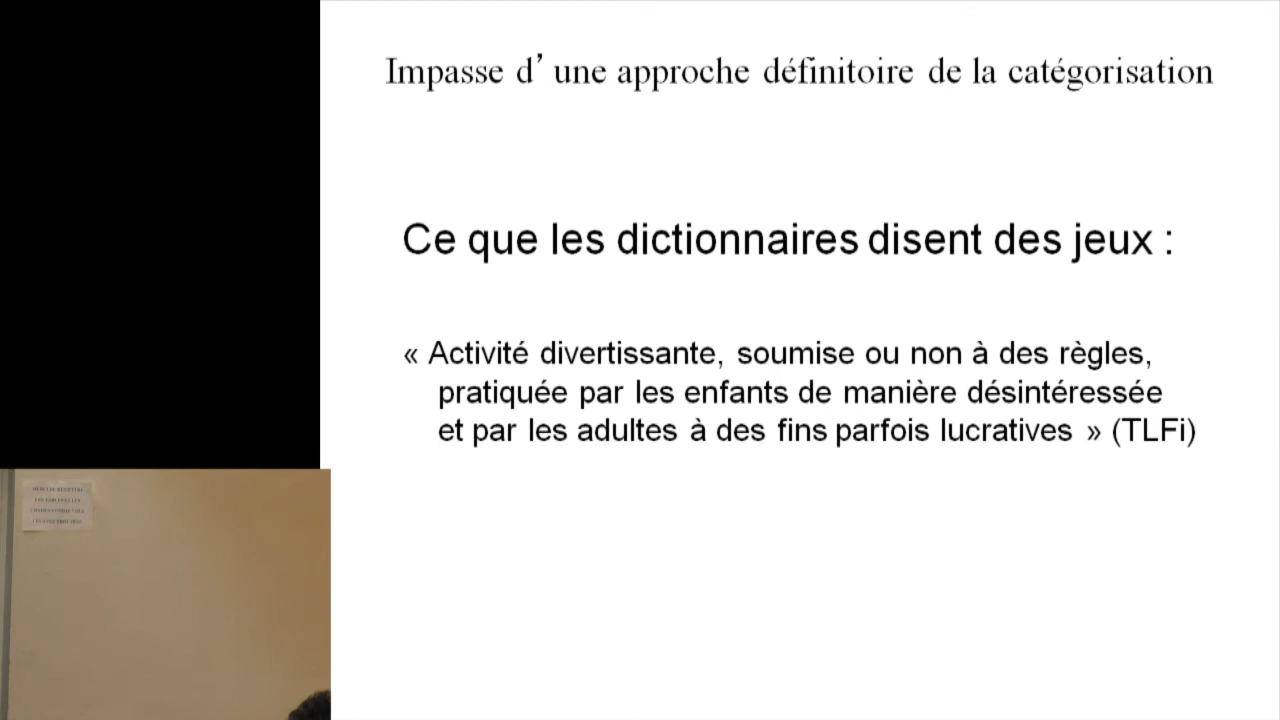 Impasse d’une approche définitoire de la catégorisation
Ce que les dictionnaires disent des jeux :
« Activité divertissante, soumise ou non à des règles,
pratiquée par les enfants de manière désintéressée
et par les adultes à des fins parfois lucratives » (TLFi)